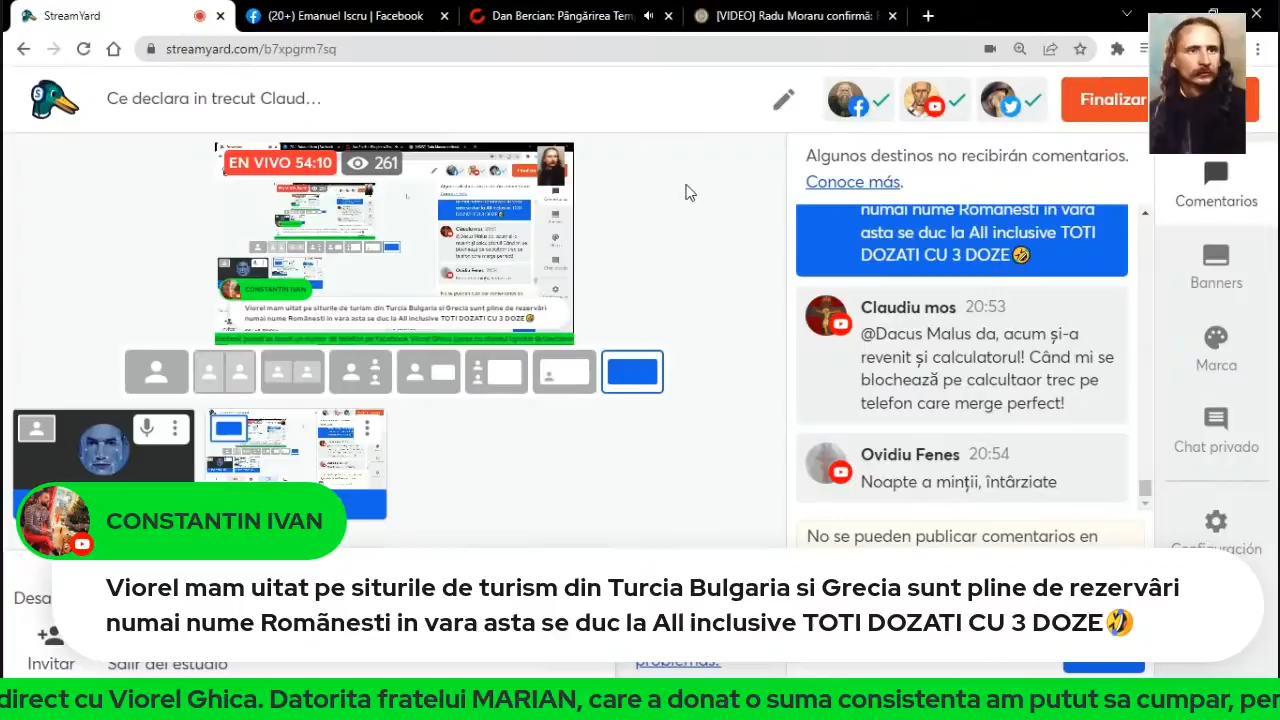 StreamYard
(20+) Emanuel Iscru | Facebook
Dan Bercian: Pângărirea Tem
[VIDEO] Radu Moraru confirmă:
streamyard.com/b7xpgrm7sq
Ce declara in trecut Claud...
Finalizar
EN VIVO 54:10
261
Algunos destinos no recibirán comentarios.
Conoce más.
numai nume Românesti in vara
asta se duc la All inclusive TOTI
DOZATI CU 3 DOZE🤣
Claudiu mos 20:53
@Dacus Malus da, acum și-a
revenit și calculatorul! Când mi se
blochează pe calcultaor trec pe
telefon care merge perfect!
Ovidiu Fenes 20:54
Noapte a minții, întârziate
No se pueden publicar comentarios en
problemas.
Comentarios
Banners
Marca
Chat privado
Configuración
CONSTANTIN IVAN
Viorel mam uitat pe siturile de turism din Turcia Bulgaria si Grecia sunt pline de rezervâri
numai nume Romãnesti in vara asta se duc la All inclusive TOTI DOZATI CU 3 DOZE🤣
Desa
Invitar
Salir del estudio
direct cu Viorel Ghica. Datorita fratelui MARIAN, care a donat o suma consistenta am putut sa cumpar, per